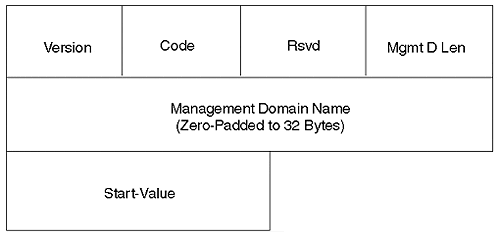 Version
Code
Rsvd
Mgmt D Len
Management Domain Name
(Zero-Padded to 32 Bytes)
Start-Value